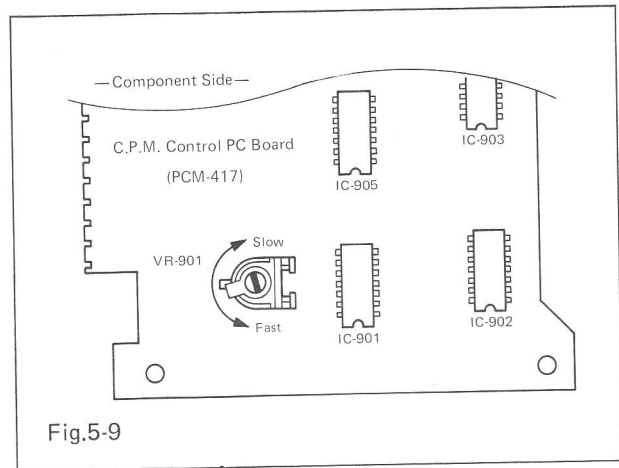 —Component Side—
C.P.M. Control PC Board
(PCM-417)
IC-903
IC-905
VR-901
Slow
Fast
IC-901
IC-902
Fig.5-9